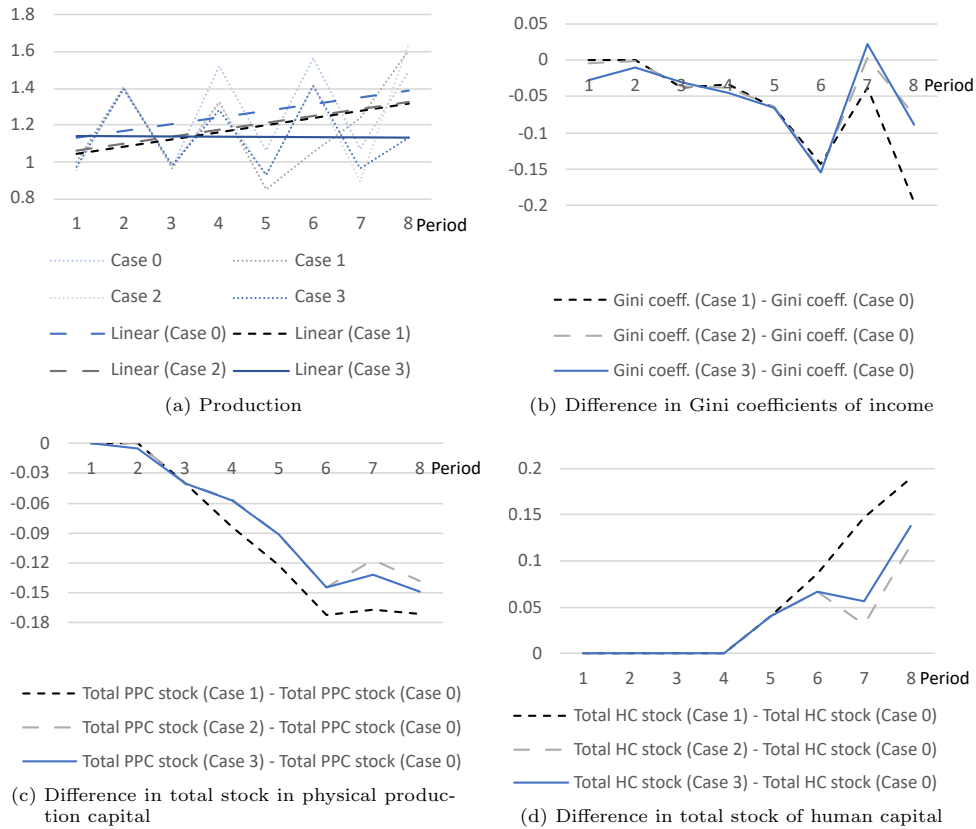 1.8
1.6
1.4
1.2
1
0.8
1 2 3 4 5 6 7 8 Period
Case 0 Case 1
Case 2 Case 3
Linear (Case 0) Linear (Case 1)
Linear (Case 2) Linear (Case 3)
(a) Production
0.05
0
-0.05
-0.1
-0.15
-0.2
1 2 3 4 5 6 7 8 Period
Gini coeff. (Case 1) - Gini coeff. (Case 0)
Gini coeff. (Case 2) - Gini coeff. (Case 0)
Gini coeff. (Case 3) - Gini coeff. (Case 0)
(b) Difference in Gini coefficients of income
0
-0.03
-0.06
-0.09
-0.12
-0.15
-0.18
1 2 3 4 5 6 7 8 Period
Total PPC stock (Case 1) - Total PPC stock (Case 0)
Total PPC stock (Case 2) - Total PPC stock (Case 0)
Total PPC stock (Case 3) - Total PPC stock (Case 0)
(c) Difference in total stock in physical produc-
tion capital
0.2
0.15
0.1
0.05
0
1 2 3 4 5 6 7 8 Period
Total HC stock (Case 1) - Total HC stock (Case 0)
Total HC stock (Case 2) - Total HC stock (Case 0)
Total HC stock (Case 3) - Total HC stock (Case 0)
(d) Difference in total stock of human capital